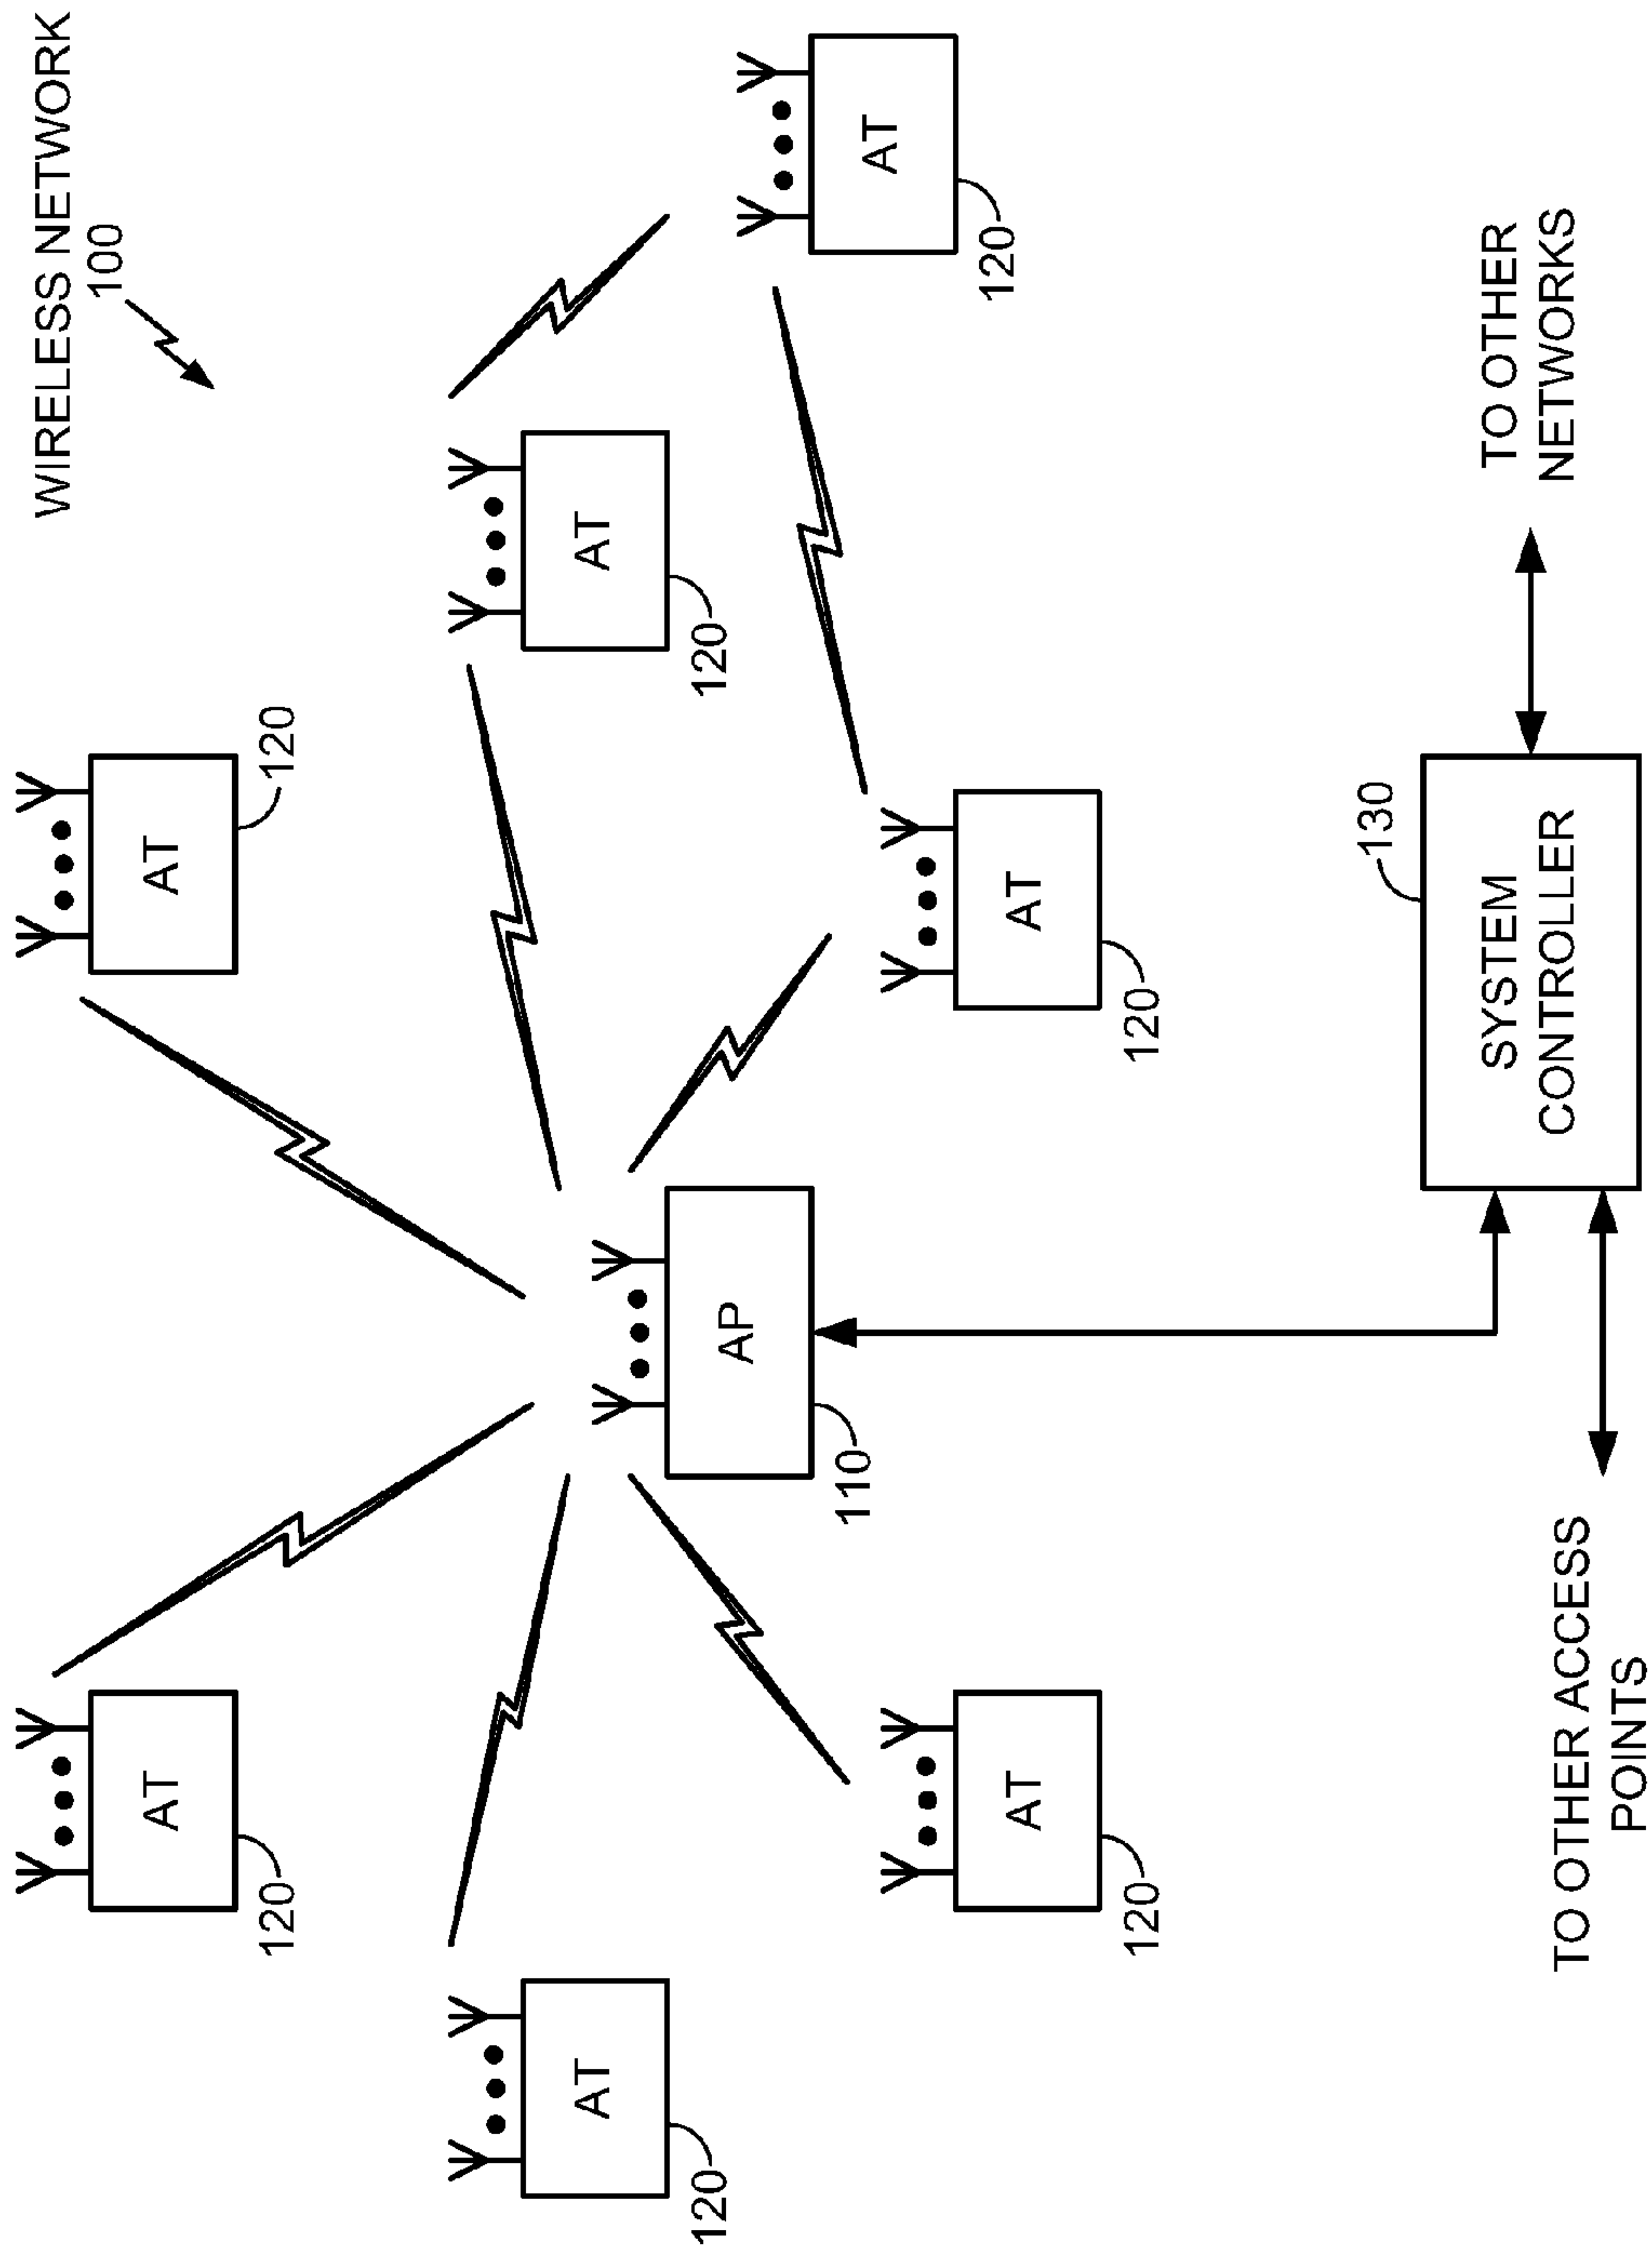 WIRELESS NETWORK
100
AT
120
AT
120
AT
120
AT
120
AT
120
AP
110
AT
120
AT
120
130
SYSTEM
CONTROLLER
TO OTHER ACCESS
POINTS
TO OTHER
NETWORKS